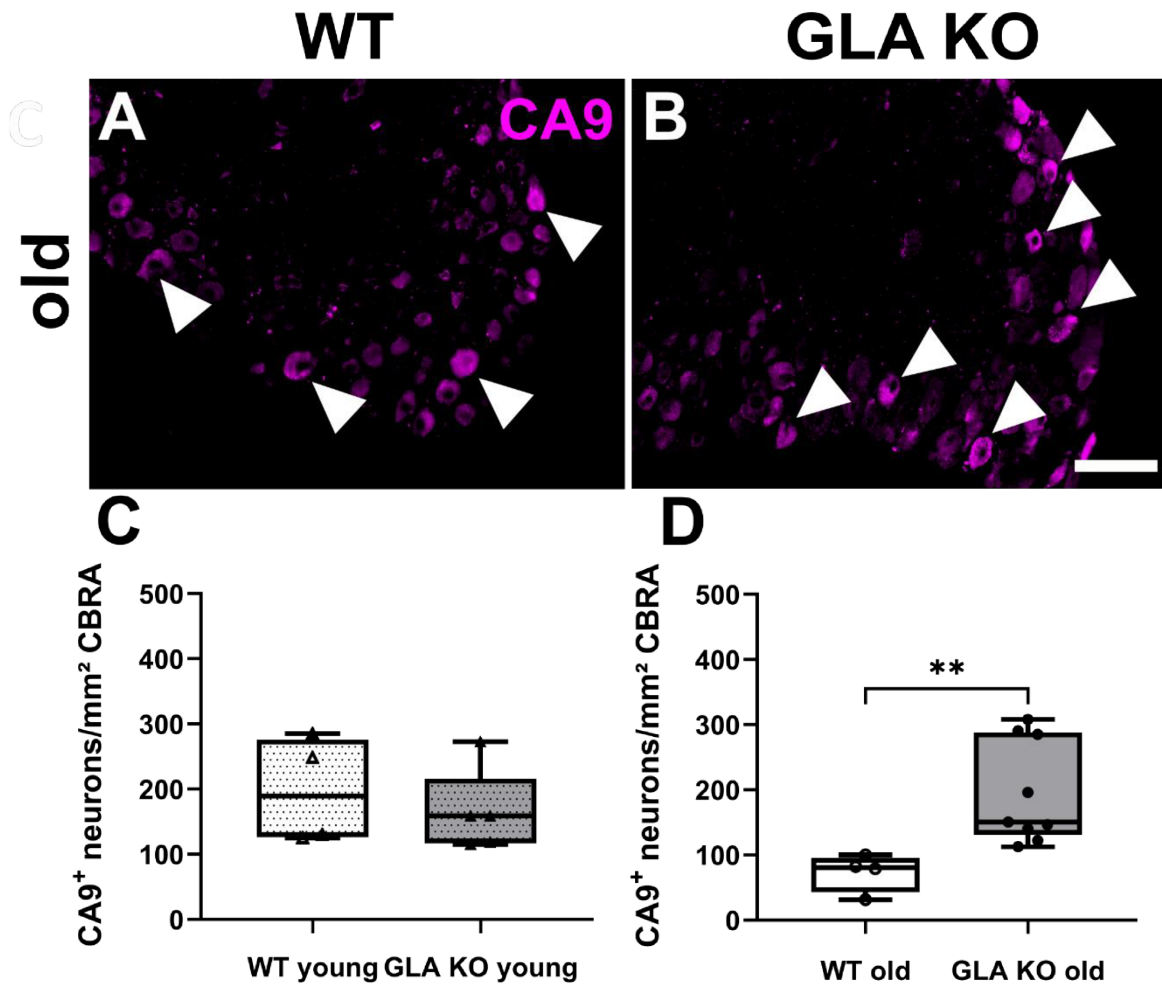 WT GLA KO
C
A CA9 B
old
C D
CA9⁺ neurons/mm² CBRA
500
400
300
200
100
0
WT young GLA KO young
CA9⁺ neurons/mm² CBRA
500
400
300
200
100
0
**
WT old GLA KO old